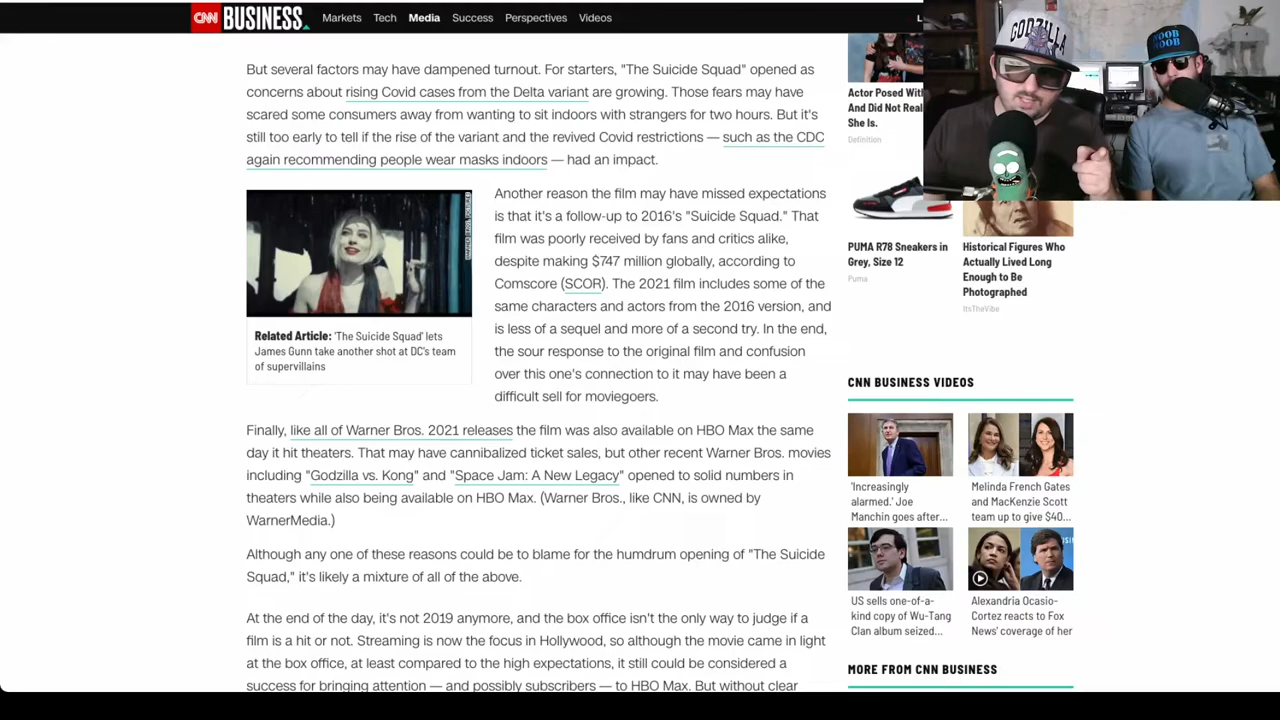 CNN BUSINESS
Markets Tech Media Success Perspectives Videos
L
GODZILLA
NOOB NOOB
But several factors may have dampened turnout. For starters, "The Suicide Squad" opened as
concerns about rising Covid cases from the Delta variant are growing. Those fears may have
scared some consumers away from wanting to sit indoors with strangers for two hours. But it's
still too early to tell if the rise of the variant and the revived Covid restrictions — such as the CDC
again recommending people wear masks indoors — had an impact.
WARNER BROS. PICTURES
Related Article: 'The Suicide Squad' lets
James Gunn take another shot at DC's team
of supervillains
Another reason the film may have missed expectations
is that it's a follow-up to 2016's "Suicide Squad." That
film was poorly received by fans and critics alike,
despite making $747 million globally, according to
Comscore (SCOR). The 2021 film includes some of the
same characters and actors from the 2016 version, and
is less of a sequel and more of a second try. In the end,
the sour response to the original film and confusion
over this one's connection to it may have been a
difficult sell for moviegoers.
Finally, like all of Warner Bros. 2021 releases the film was also available on HBO Max the same
day it hit theaters. That may have cannibalized ticket sales, but other recent Warner Bros. movies
including "Godzilla vs. Kong" and "Space Jam: A New Legacy" opened to solid numbers in
theaters while also being available on HBO Max. (Warner Bros., like CNN, is owned by
WarnerMedia.)
Although any one of these reasons could be to blame for the humdrum opening of "The Suicide
Squad," it's likely a mixture of all of the above.
At the end of the day, it's not 2019 anymore, and the box office isn't the only way to judge if a
film is a hit or not. Streaming is now the focus in Hollywood, so although the movie came in light
at the box office, at least compared to the high expectations, it still could be considered a
success for bringing attention — and possibly subscribers — to HBO Max. But without clear
Actor Posed With
And Did Not Real
She Is.
Definition
PUMA R78 Sneakers in
Grey, Size 12
Puma
Historical Figures Who
Actually Lived Long
Enough to Be
Photographed
ItsTheVibe
CNN BUSINESS VIDEOS
'Increasingly
alarmed.' Joe
Manchin goes after...
Melinda French Gates
and MacKenzie Scott
team up to give $40...
US sells one-of-a-
kind copy of Wu-Tang
Clan album seized...
Alexandria Ocasio-
Cortez reacts to Fox
News' coverage of her
MORE FROM CNN BUSINESS